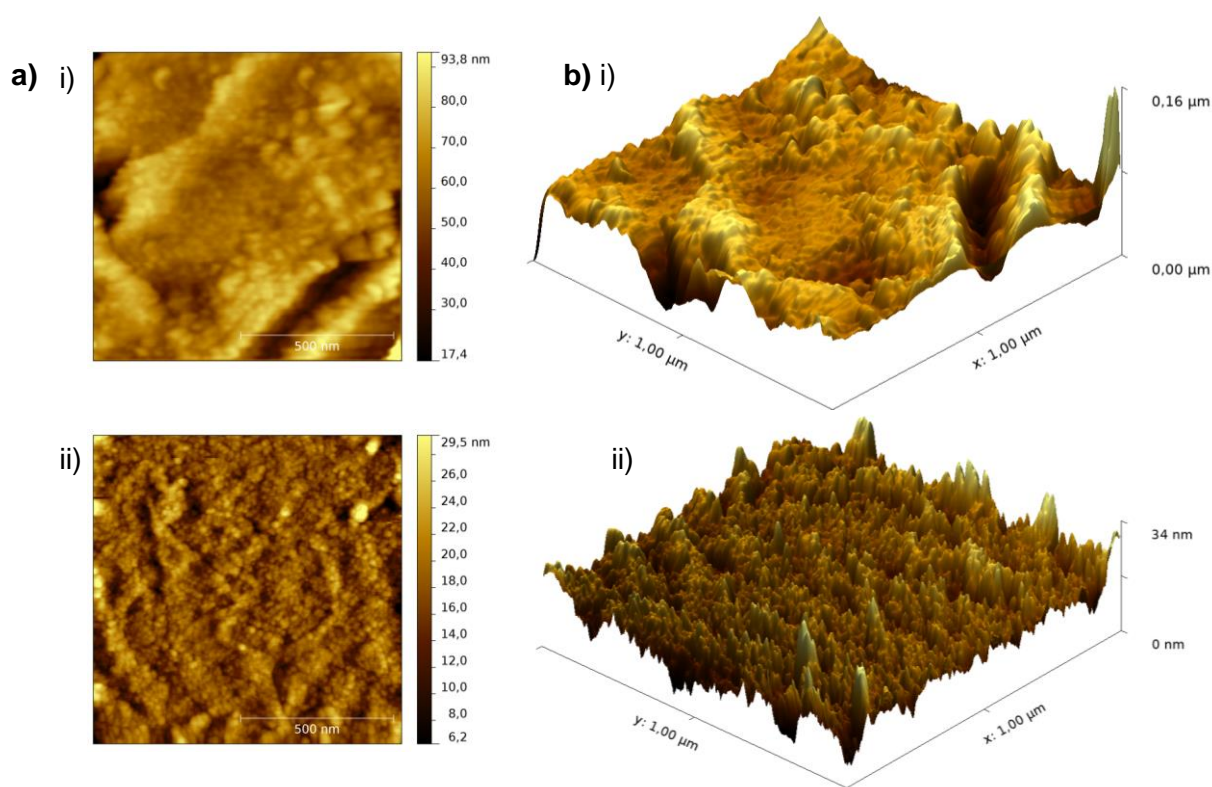 a) i)
93,8 nm
80,0
70,0
60,0
50,0
40,0
30,0
17,4
500 nm
b) i)
0,16 µm
0,00 µm
y: 1,00 µm
x: 1,00 µm
ii)
29,5 nm
26,0
24,0
22,0
20,0
18,0
16,0
14,0
12,0
10,0
8,0
6,2
500 nm
ii)
34 nm
0 nm
y: 1,00 µm
x: 1,00 µm